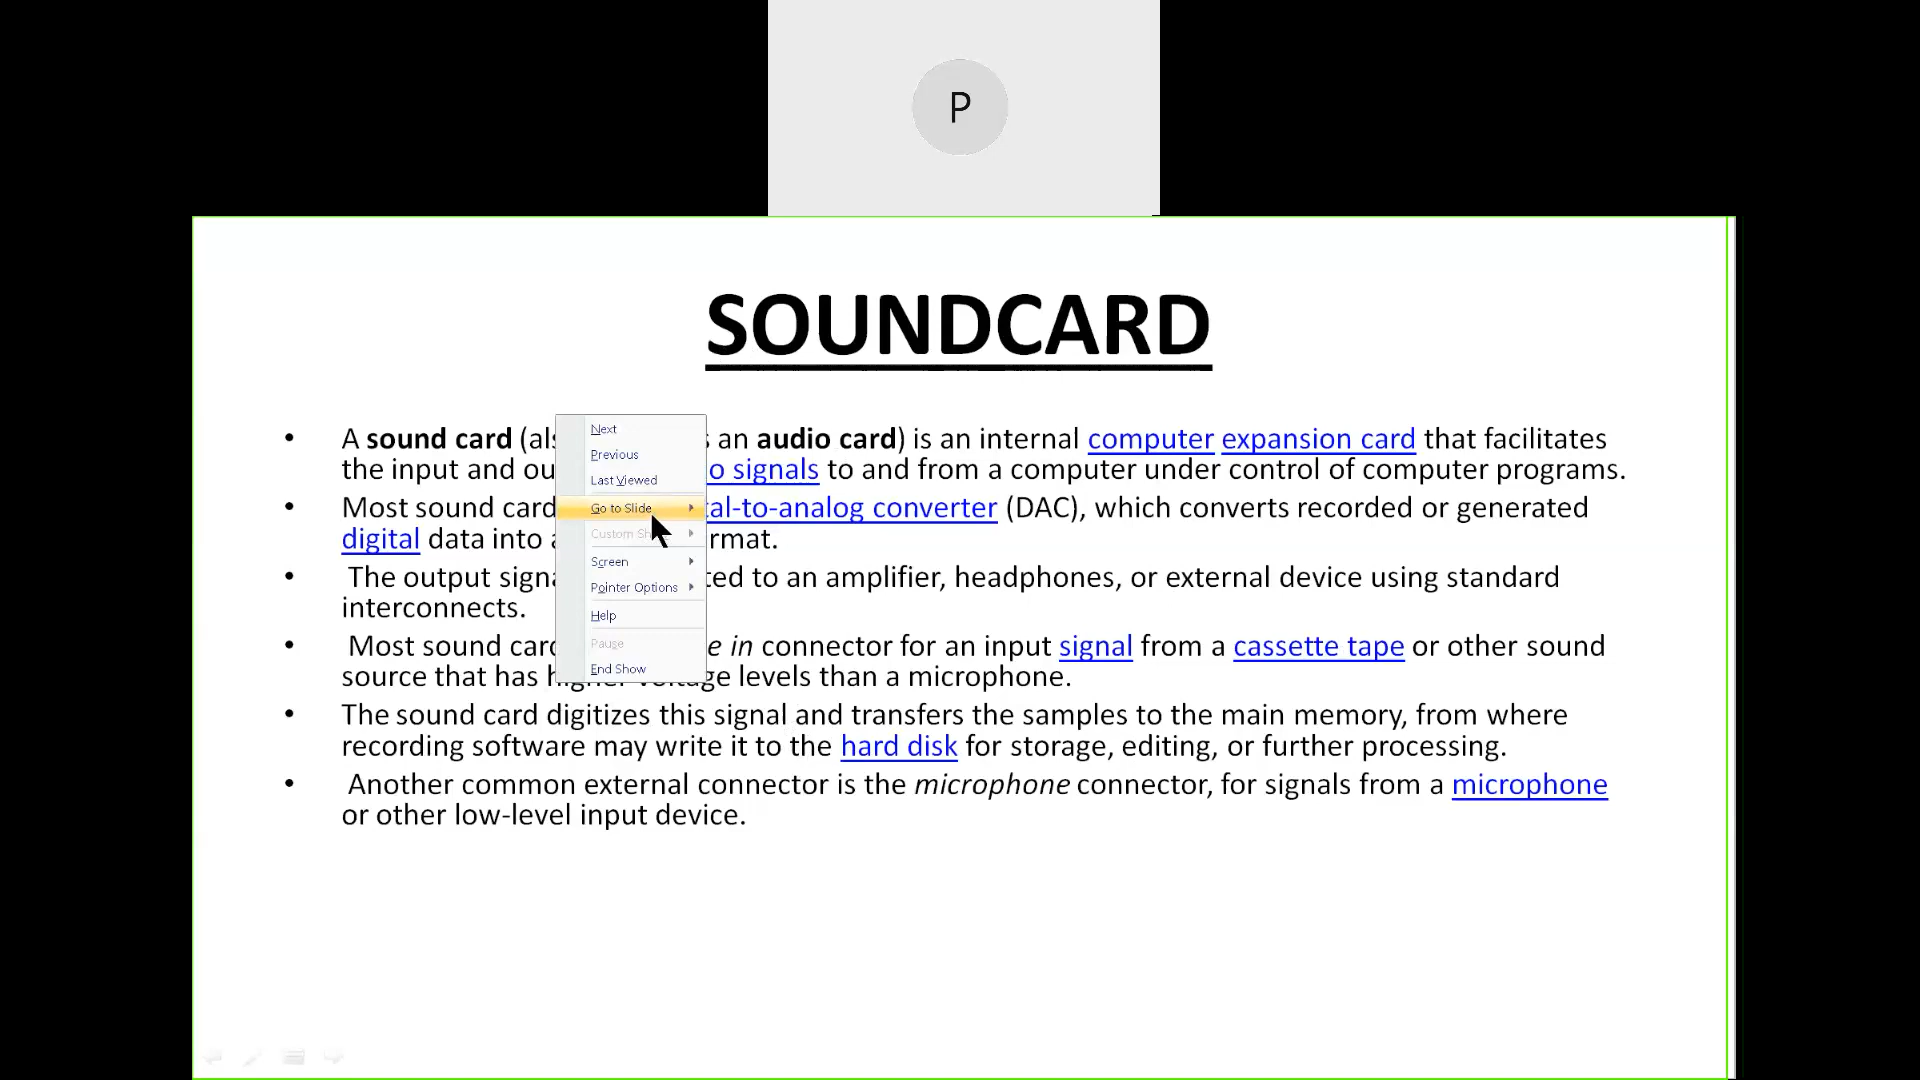 P
SOUNDCARD
• A sound card (als s an audio card) is an internal computer expansion card that facilitates
the input and ou o signals to and from a computer under control of computer programs.
• Most sound card tal-to-analog converter (DAC), which converts recorded or generated
digital data into a rmat.
• The output signa ted to an amplifier, headphones, or external device using standard
interconnects.
• Most sound card e in connector for an input signal from a cassette tape or other sound
source that has higher voltage levels than a microphone.
• The sound card digitizes this signal and transfers the samples to the main memory, from where
recording software may write it to the hard disk for storage, editing, or further processing.
• Another common external connector is the microphone connector, for signals from a microphone
or other low-level input device.
Next
Previous
Last Viewed
Go to Slide
Custom
Screen
Pointer Options
Help
Pause
End Show